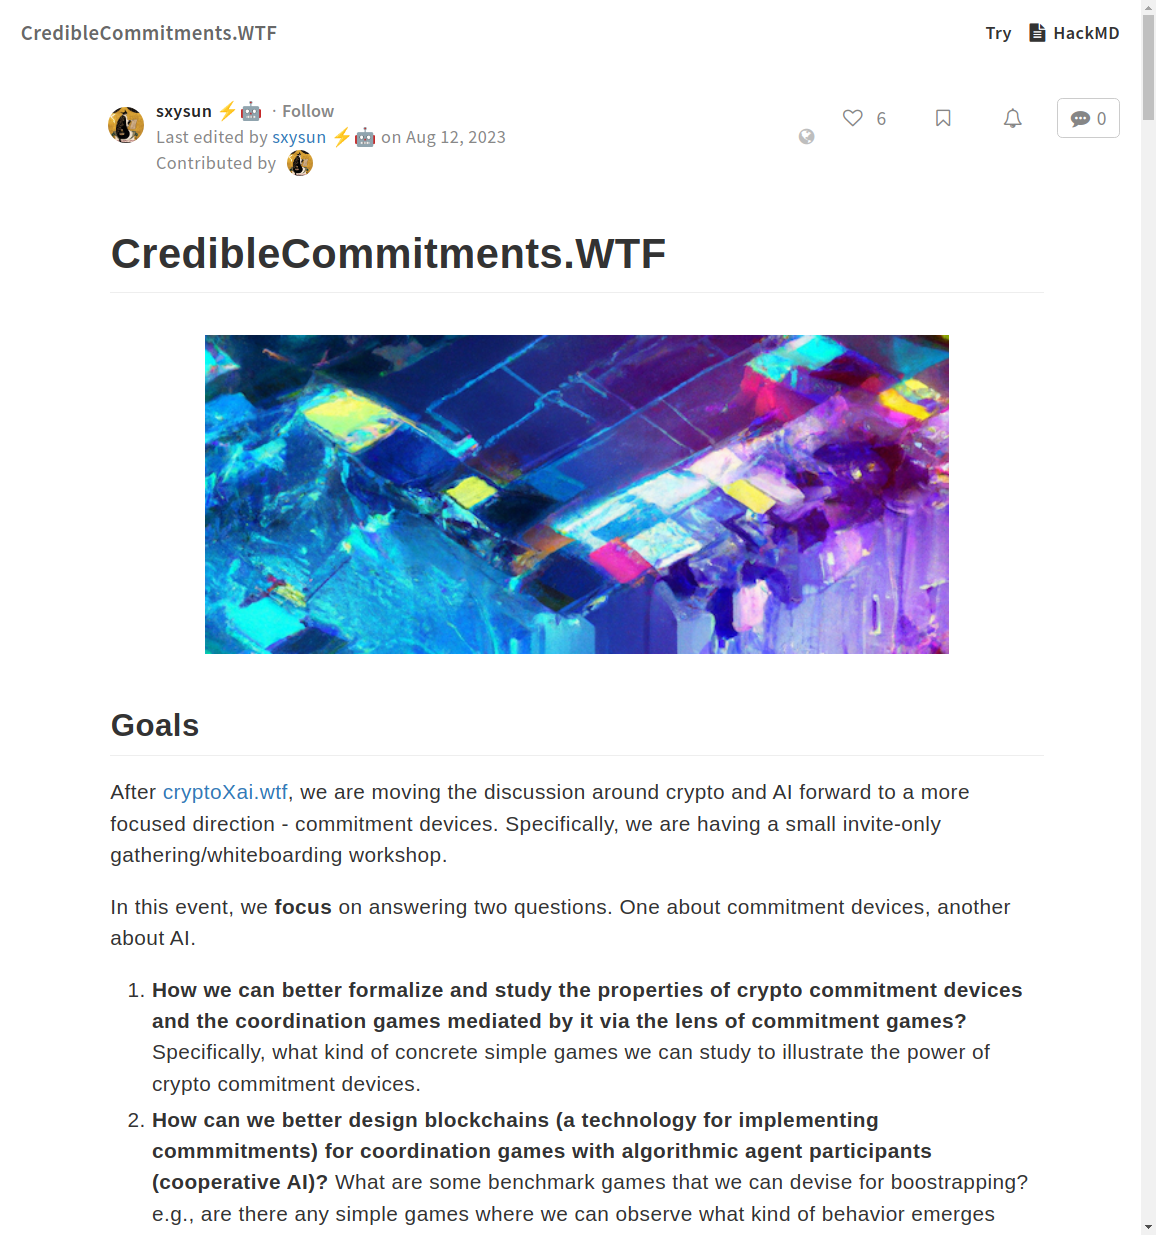 CredibleCommitments.WTF
Try HackMD
sxysun ⚡🤖 · Follow
Last edited by sxysun ⚡🤖 on Aug 12, 2023
Contributed by
6
0
CredibleCommitments.WTF
Goals
After cryptoXai.wtf, we are moving the discussion around crypto and AI forward to a more
focused direction - commitment devices. Specifically, we are having a small invite-only
gathering/whiteboarding workshop.
In this event, we focus on answering two questions. One about commitment devices, another
about AI.
1. How we can better formalize and study the properties of crypto commitment devices
and the coordination games mediated by it via the lens of commitment games?
Specifically, what kind of concrete simple games we can study to illustrate the power of
crypto commitment devices.
2. How can we better design blockchains (a technology for implementing
commmitments) for coordination games with algorithmic agent participants
(cooperative AI)? What are some benchmark games that we can devise for boostrapping?
e.g., are there any simple games where we can observe what kind of behavior emerges